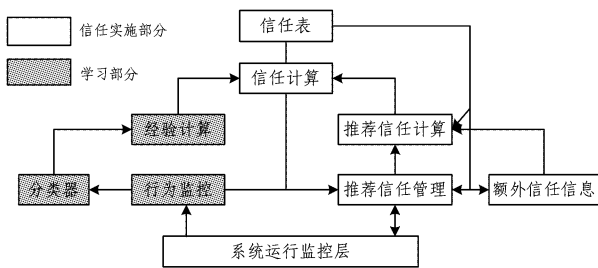 信任实施部分
学习部分
信任表
信任计算
经验计算
推荐信任计算
分类器
行为监控
推荐信任管理
额外信任信息
系统运行监控层